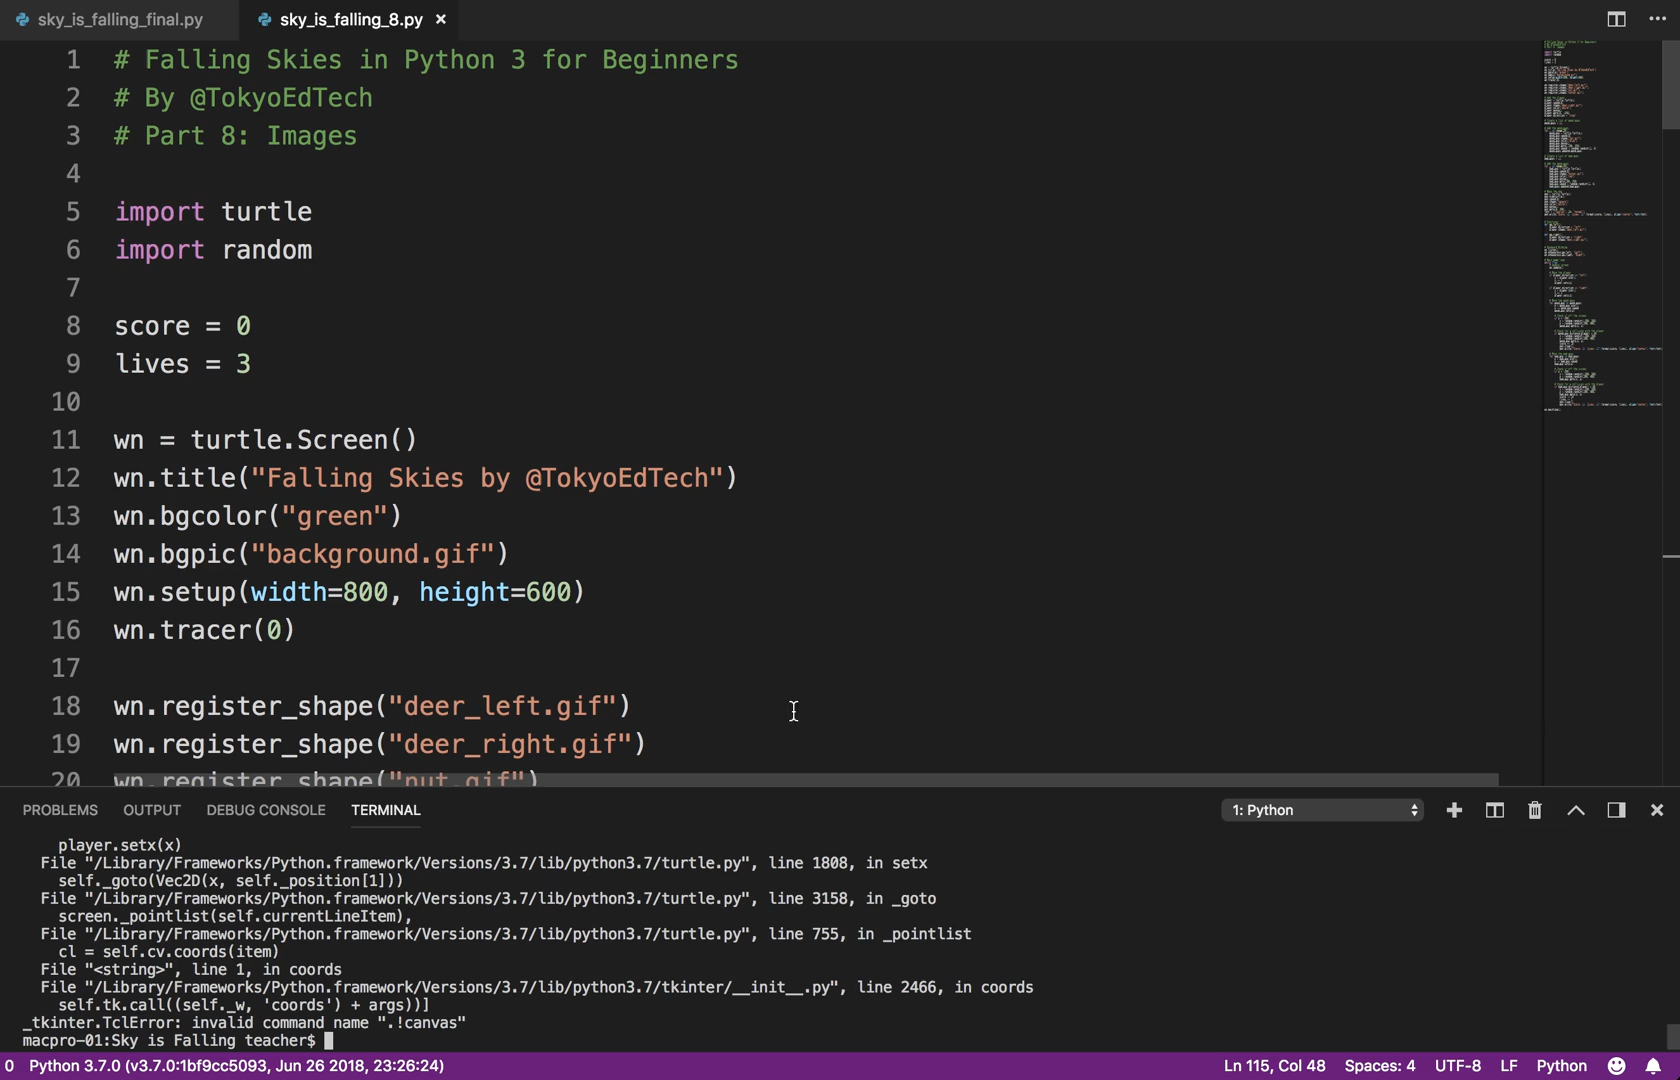 sky_is_falling_final.py
sky_is_falling_8.py
1 # Falling Skies in Python 3 for Beginners
2 # By @TokyoEdTech
3 # Part 8: Images
4
5 import turtle
6 import random
7
8 score = 0
9 lives = 3
10
11 wn = turtle.Screen()
12 wn.title("Falling Skies by @TokyoEdTech")
13 wn.bgcolor("green")
14 wn.bgpic("background.gif")
15 wn.setup(width=800, height=600)
16 wn.tracer(0)
17
18 wn.register_shape("deer_left.gif")
19 wn.register_shape("deer_right.gif")
20 wn.register_shape("nut.gif")
PROBLEMS OUTPUT DEBUG CONSOLE TERMINAL 1: Python
player.setx(x)
File "/Library/Frameworks/Python.framework/Versions/3.7/lib/python3.7/turtle.py", line 1808, in setx
self._goto(Vec2D(x, self._position[1]))
File "/Library/Frameworks/Python.framework/Versions/3.7/lib/python3.7/turtle.py", line 3158, in _goto
screen._pointlist(self.currentLineItem),
File "/Library/Frameworks/Python.framework/Versions/3.7/lib/python3.7/turtle.py", line 755, in _pointlist
cl = self.cv.coords(item)
File "<string>", line 1, in coords
File "/Library/Frameworks/Python.framework/Versions/3.7/lib/python3.7/tkinter/__init__.py", line 2466, in coords
self.tk.call((self._w, 'coords') + args))]
_tkinter.TclError: invalid command name ".!canvas"
macpro-01:Sky is Falling teacher$
0 Python 3.7.0 (v3.7.0:1bf9cc5093, Jun 26 2018, 23:26:24) Ln 115, Col 48 Spaces: 4 UTF-8 LF Python